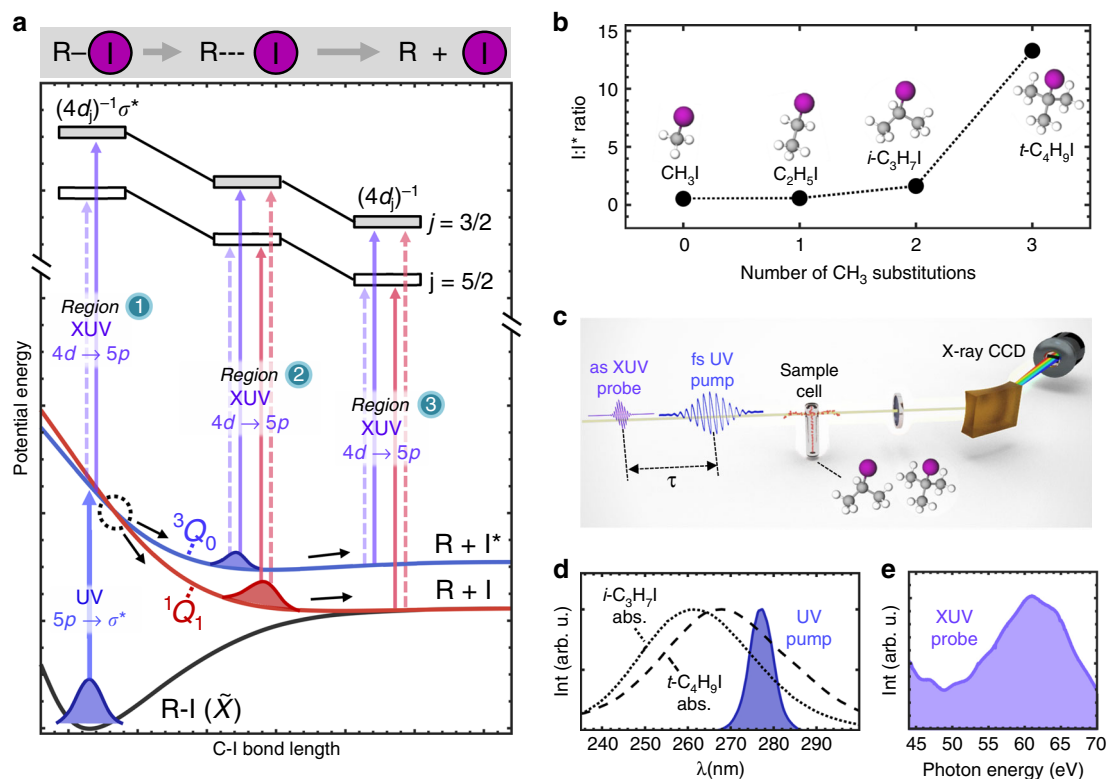 a
R–I
R---I
R + I
(4dj)⁻¹σ*
(4dj)⁻¹
j = 3/2
j = 5/2
Region 1
XUV
4d → 5p
Region 2
XUV
4d → 5p
Region 3
XUV
4d → 5p
Potential energy
³Q₀
¹Q₁
R + I*
R + I
UV
5p → σ*
R-I (X̃)
C-I bond length
b
I:I* ratio
15
10
5
0
CH₃I
C₂H₅I
i-C₃H₇I
t-C₄H₉I
0 1 2 3
Number of CH₃ substitutions
c
as XUV
probe
fs UV
pump
Sample
cell
X-ray CCD
τ
d
Int (arb. u.)
i-C₃H₇I
abs.
t-C₄H₉I
abs.
UV
pump
240 250 260 270 280 290
λ(nm)
e
Int (arb. u.)
XUV
probe
45 50 55 60 65 70
Photon energy (eV)